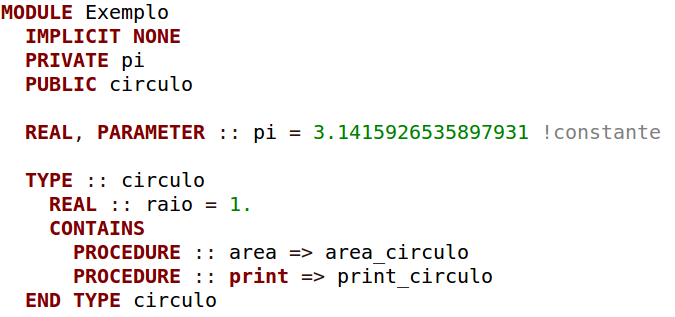 MODULE Exemplo
  IMPLICIT NONE
  PRIVATE pi
  PUBLIC circulo

  REAL, PARAMETER :: pi = 3.1415926535897931 !constante

  TYPE :: circulo
    REAL :: raio = 1.
    CONTAINS
      PROCEDURE :: area => area_circulo
      PROCEDURE :: print => print_circulo
  END TYPE circulo